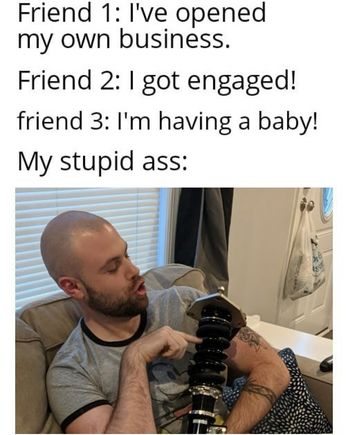 Friend 1: I've opened
my own business.
Friend 2: I got engaged!
friend 3: I'm having a baby!
My stupid ass: